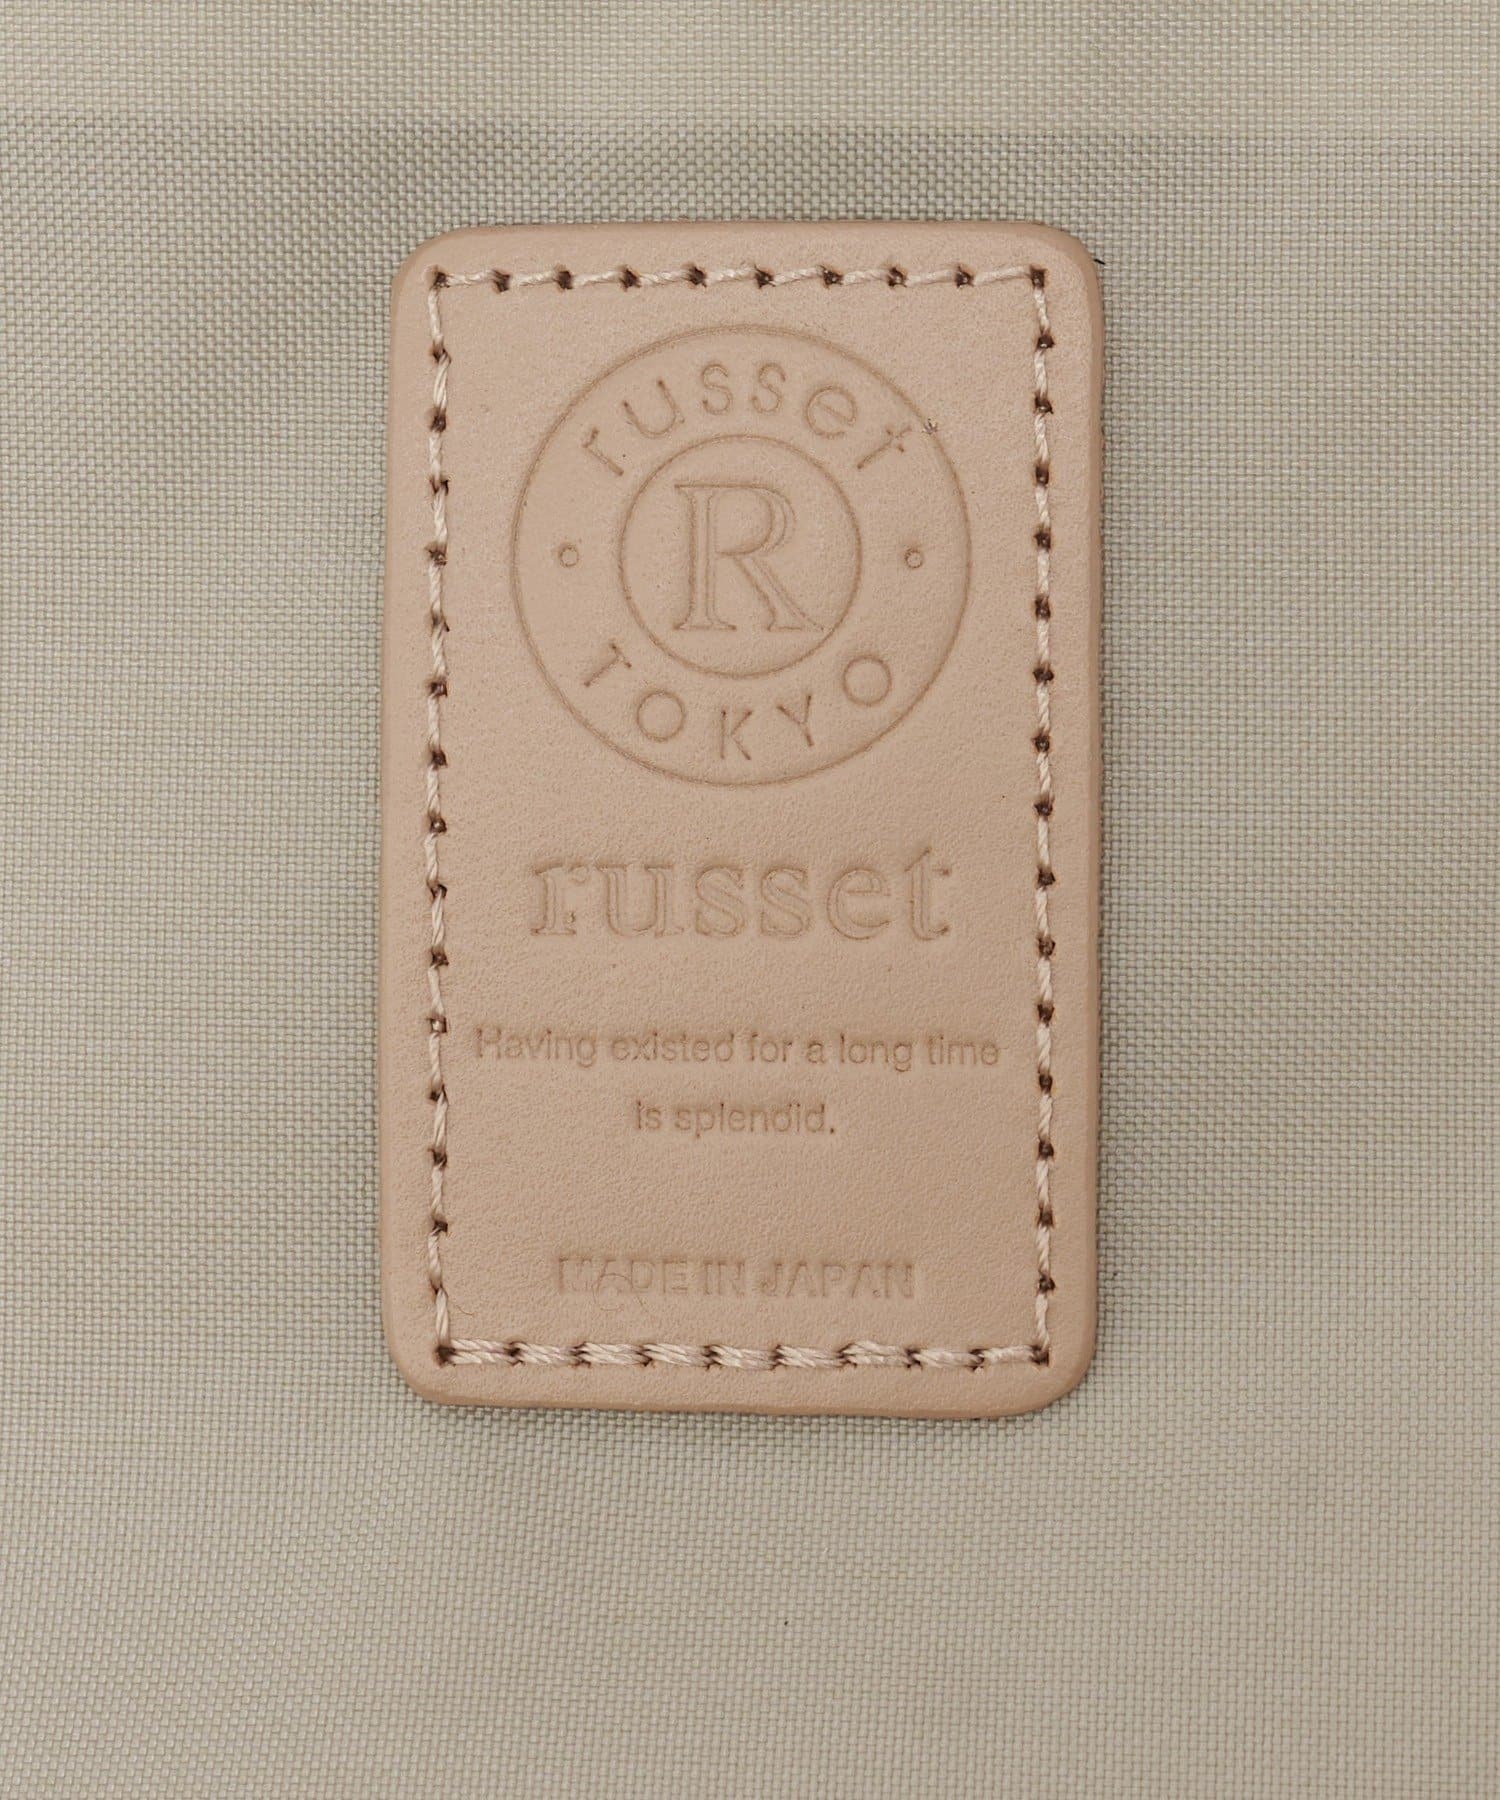 russet
R
TOKYO
russet
Having existed for a long time
is splendid.
MADE IN JAPAN